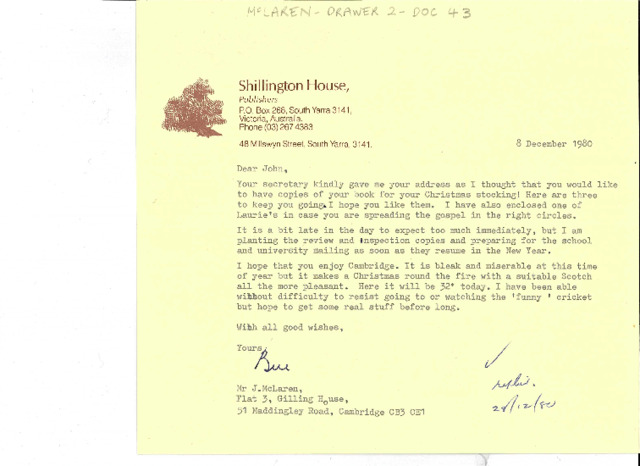 McLAREN - DRAWER 2 - DOC 43
Shillington House,
Publishers
P.O. Box 266, South Yarra 3141,
Victoria, Australia.
Phone (03) 267 4383
48 Millswyn Street, South Yarra, 3141.
8 December 1980
Dear John,
Your secretary kindly gave me your address as I thought that you would like
to have copies of your book for your Christmas stocking! Here are three
to keep you going.I hope you like them. I have also enclosed one of
Laurie's in case you are spreading the gospel in the right circles.
It is a bit late in the day to expect too much immediately, but I am
planting the review and inspection copies and preparing for the school
and university mailing as soon as they resume in the New Year.
I hope that you enjoy Cambridge. It is bleak and miserable at this time
of year but it makes a Christmas round the fire with a suitable Scotch
all the more pleasant. Here it will be 32° today. I have been able
without difficulty to resist going to or watching the 'funny ' cricket
but hope to get some real stuff before long.
With all good wishes,
Yours,
Mr J.McLaren,
Flat 3, Gilling House,
51 Maddingley Road, Cambridge CB3 CE1
✓
28/12/80